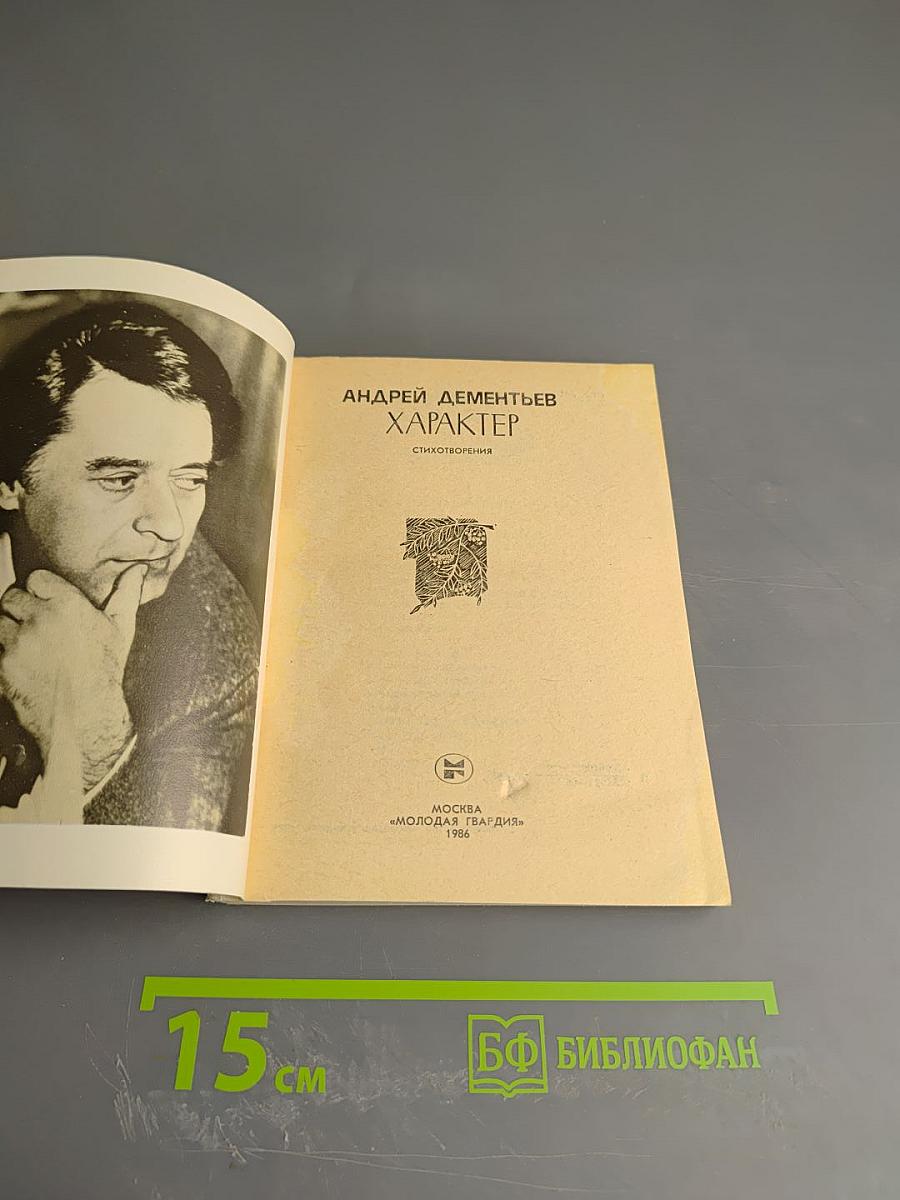 АНДРЕЙ ДЕМЕНТЬЕВ
ХАРАКТЕР
СТИХОТВОРЕНИЯ
МОСКВА
«МОЛОДАЯ ГВАРДИЯ»
1986
15 см
БФ БИБЛИОФАН